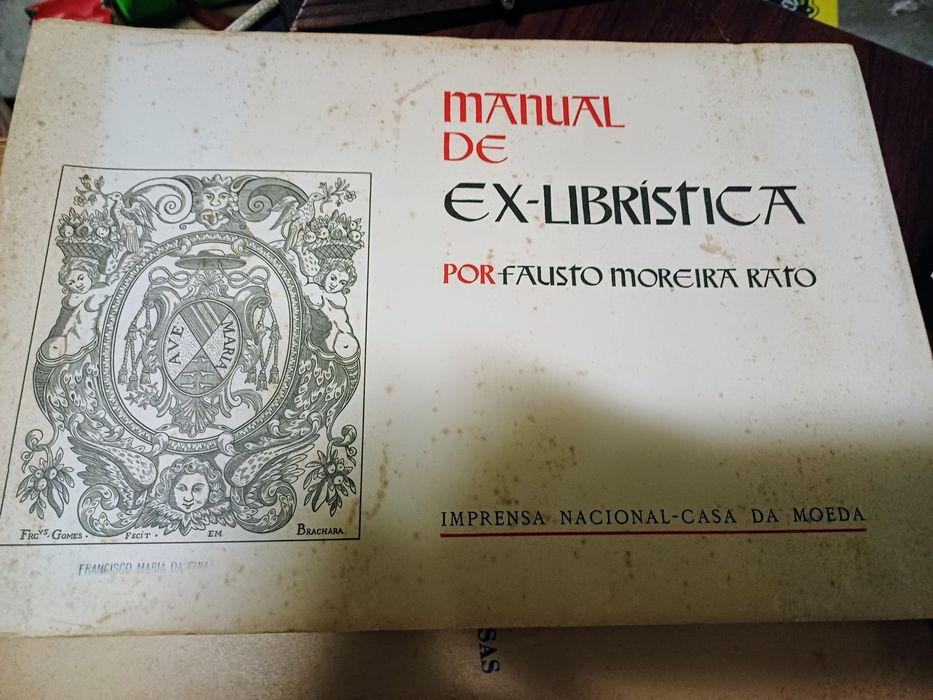 MANUAL
DE
EX-LIBRÍSTICA
POR FAUSTO MOREIRA RATO
AVE MARIA
FRCVS. GOMES. FECIT. EM BRACHARA
FRANCISCO MARIA DA GUIA
IMPRENSA NACIONAL-CASA DA MOEDA
SAS